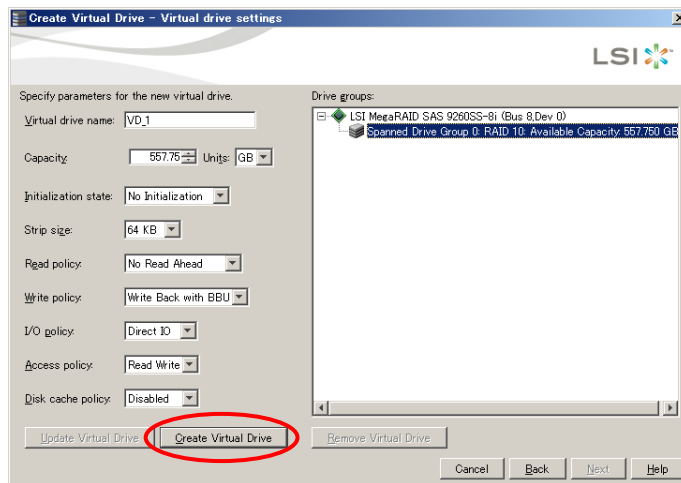 Create Virtual Drive - Virtual drive settings
LSI
Specify parameters for the new virtual drive.
Drive groups:
Virtual drive name: VD_1
LSI MegaRAID SAS 9260SS-8i (Bus 8,Dev 0)
Spanned Drive Group 0: RAID 10: Available Capacity: 557.750 GB
Capacity: 557.75 Units: GB
Initialization state: No Initialization
Strip size: 64 KB
Read policy: No Read Ahead
Write policy: Write Back with BBU
I/O policy: Direct IO
Access policy: Read Write
Disk cache policy: Disabled
Update Virtual Drive Create Virtual Drive Remove Virtual Drive
Cancel Back Next Help